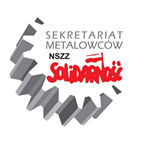 SEKRETARIAT
METALOWCÓW
NSZZ
SOLIDARNOŚĆ